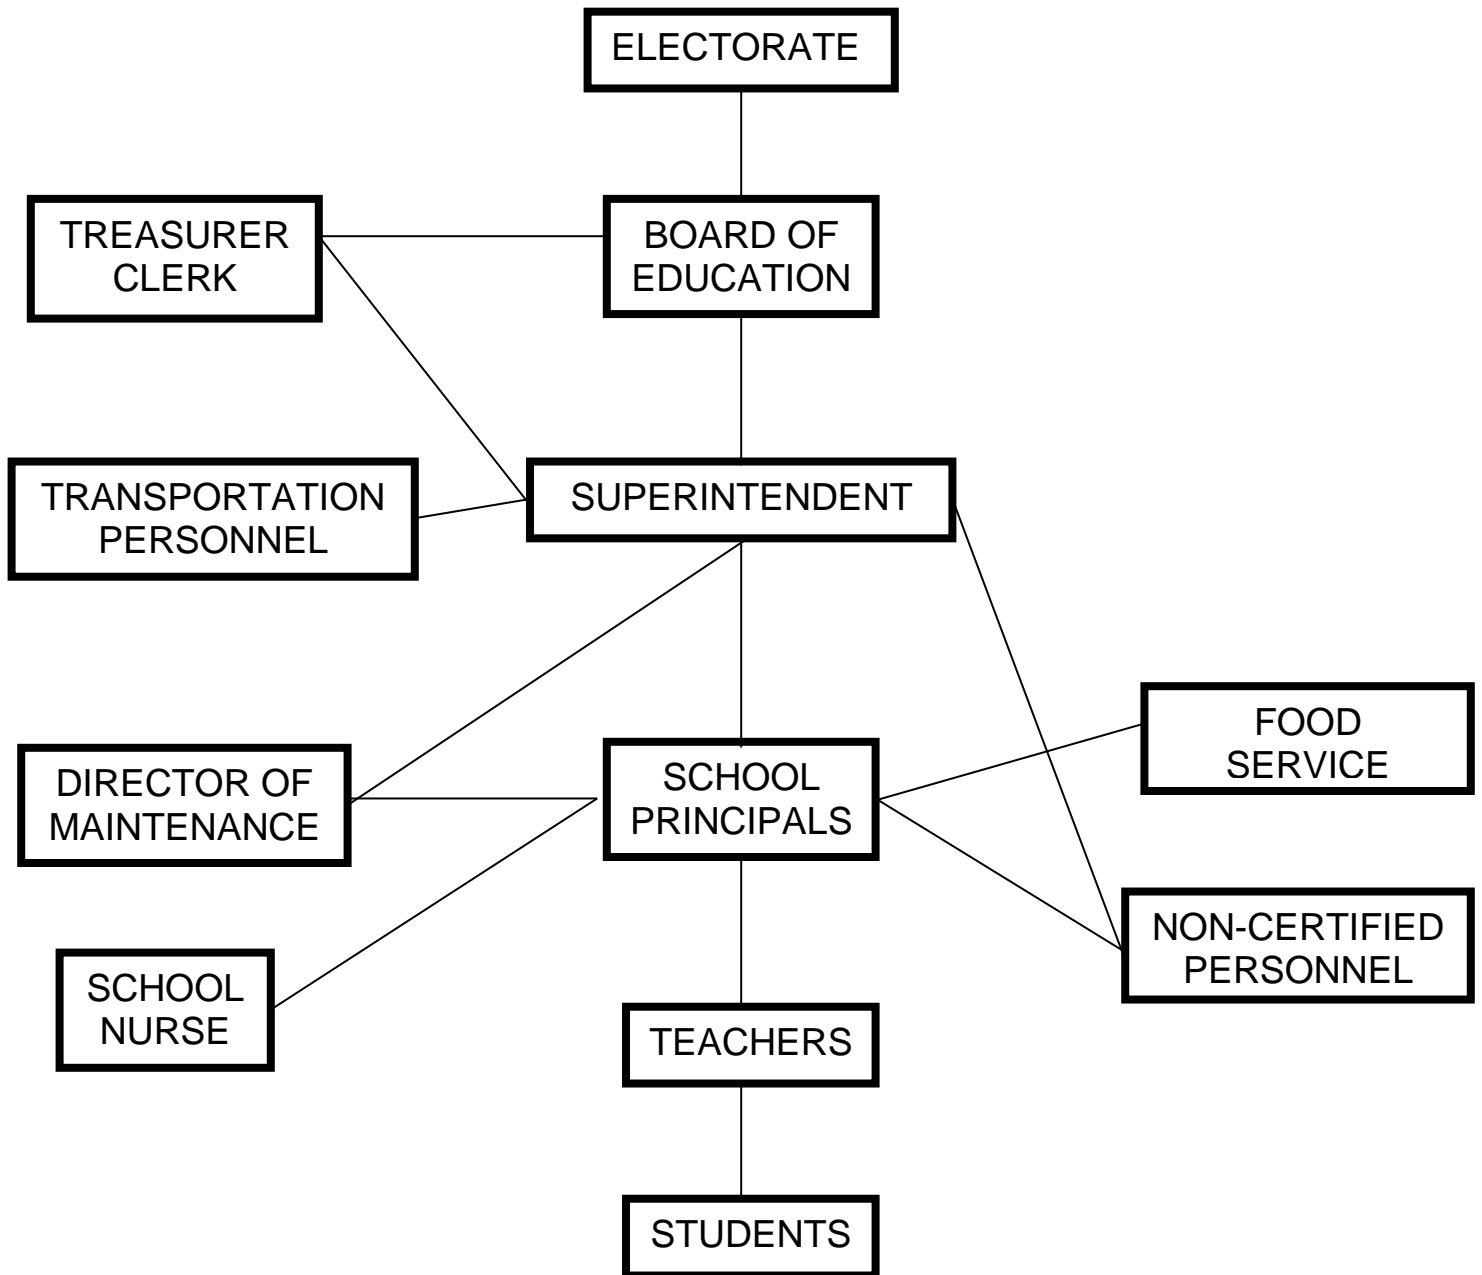 ELECTORATE
TREASURER
CLERK
BOARD OF
EDUCATION
TRANSPORTATION
PERSONNEL
SUPERINTENDENT
FOOD
SERVICE
DIRECTOR OF
MAINTENANCE
SCHOOL
PRINCIPALS
NON-CERTIFIED
PERSONNEL
SCHOOL
NURSE
TEACHERS
STUDENTS